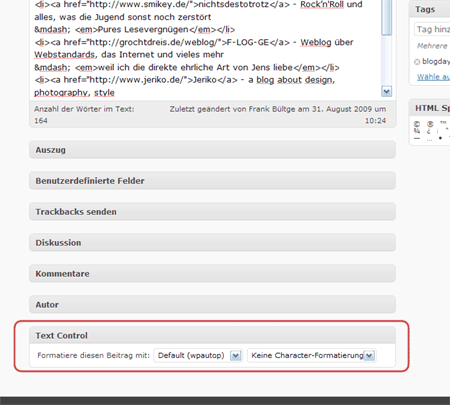 <li><a href="http://www.smikey.de/">nichtsdestotrotz</a> - Rock'n'Roll und
alles, was die Jugend sonst noch zerstört
&mdash; <em>Pures Lesevergnügen</em></li>
<li><a href="http://grochtdreis.de/weblog/">F-LOG-GE</a> - Weblog über
Webstandards, das Internet und vieles mehr
&mdash; <em>weil ich die direkte ehrliche Art von Jens liebe</em></li>
<li><a href="http://www.jeriko.de/">Jeriko</a> - a blog about design,
photography, style
Anzahl der Wörter im Text:
164
Zuletzt geändert von Frank Bültge am 31. August 2009 um
10:24
Auszug
Benutzerdefinierte Felder
Trackbacks senden
Diskussion
Kommentare
Autor
Text Control
Formatiere diesen Beitrag mit: Default (wpautop) Keine Character-Formatierung
Tags
Tag hinz
Mehrere
blogday
Wähle au
HTML Sp
© ® ™